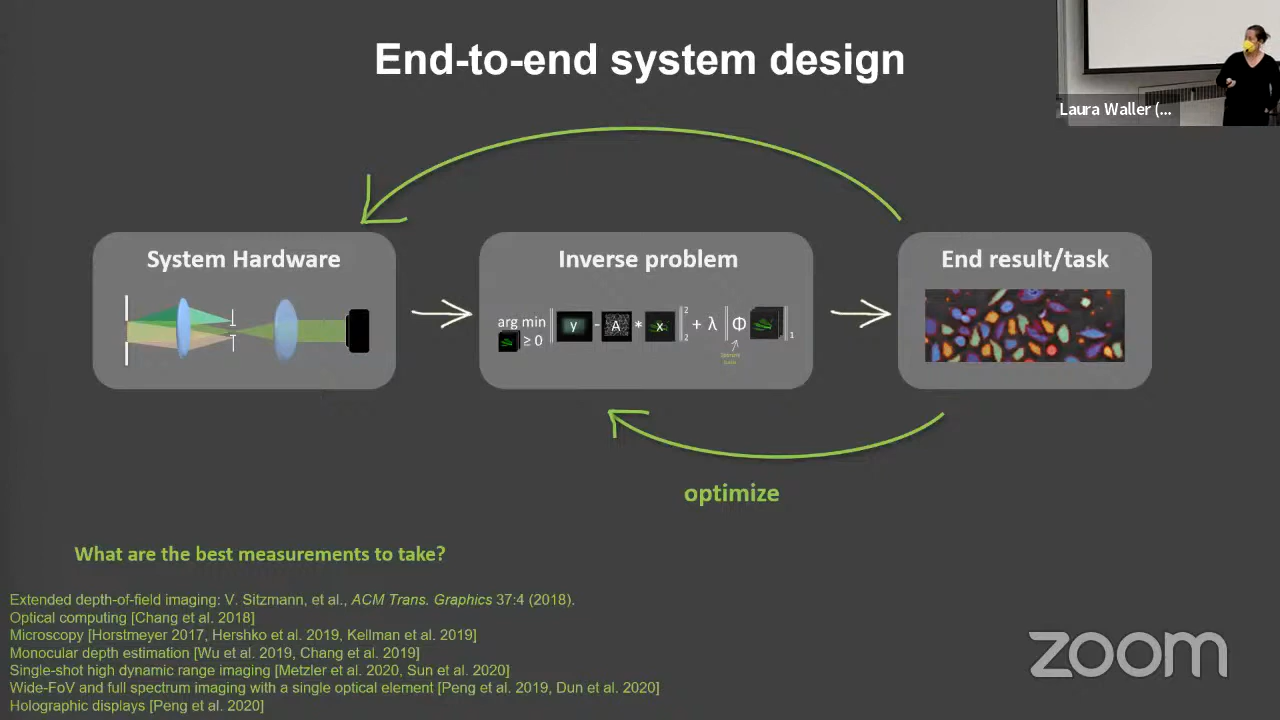 End-to-end system design
Laura Waller (...
System Hardware
Inverse problem
End result/task
arg min
≥ 0
y - A * x 2 2 + λ Φ 1
optimize
What are the best measurements to take?
Extended depth-of-field imaging: V. Sitzmann, et al., ACM Trans. Graphics 37:4 (2018).
Optical computing [Chang et al. 2018]
Microscopy [Horstmeyer 2017, Hershko et al. 2019, Kellman et al. 2019]
Monocular depth estimation [Wu et al. 2019, Chang et al. 2019]
Single-shot high dynamic range imaging [Metzler et al. 2020, Sun et al. 2020]
Wide-FoV and full spectrum imaging with a single optical element [Peng et al. 2019, Dun et al. 2020]
Holographic displays [Peng et al. 2020]
zoom